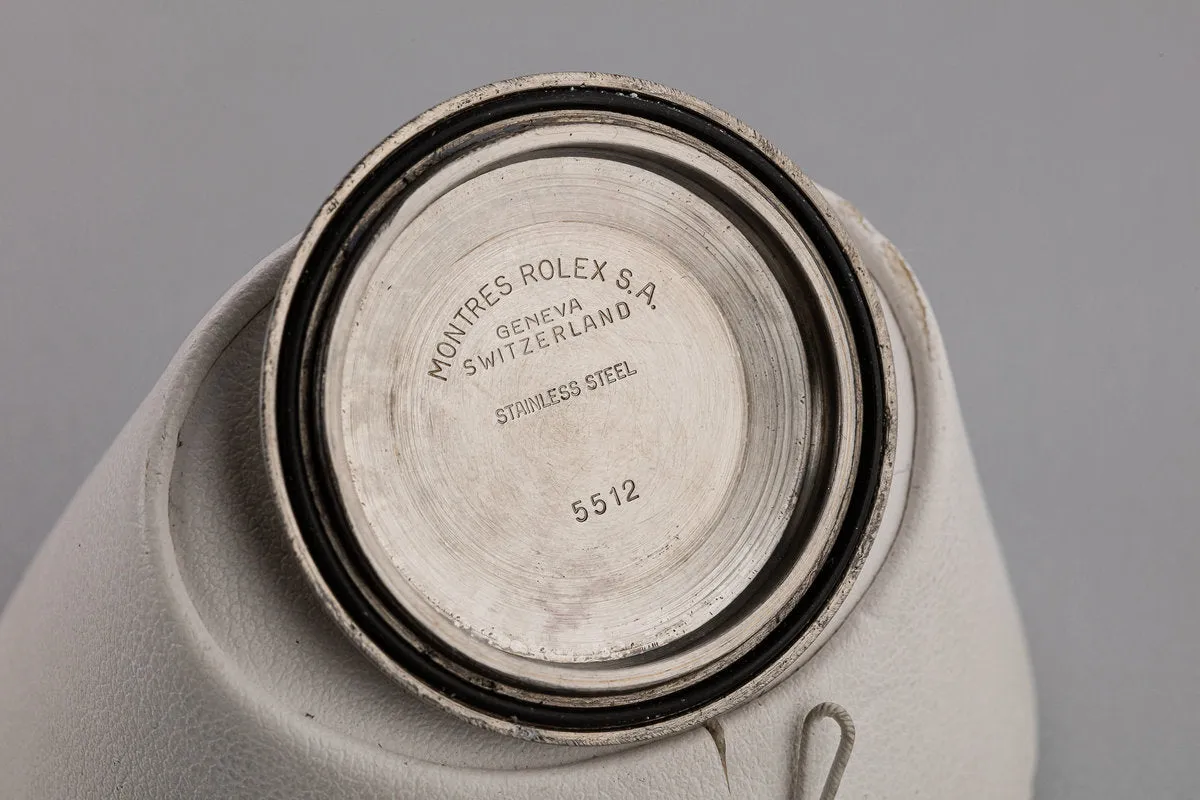 MONTRES ROLEX S.A.
GENEVA
SWITZERLAND
STAINLESS STEEL
5512